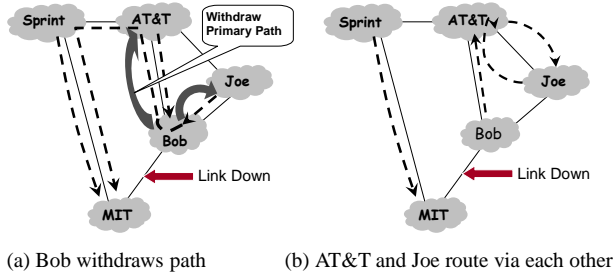 Sprint
AT&T
Withdraw
Primary Path
Joe
Bob
Link Down
MIT
(a) Bob withdraws path
Sprint
AT&T
Joe
Bob
Link Down
MIT
(b) AT&T and Joe route via each other